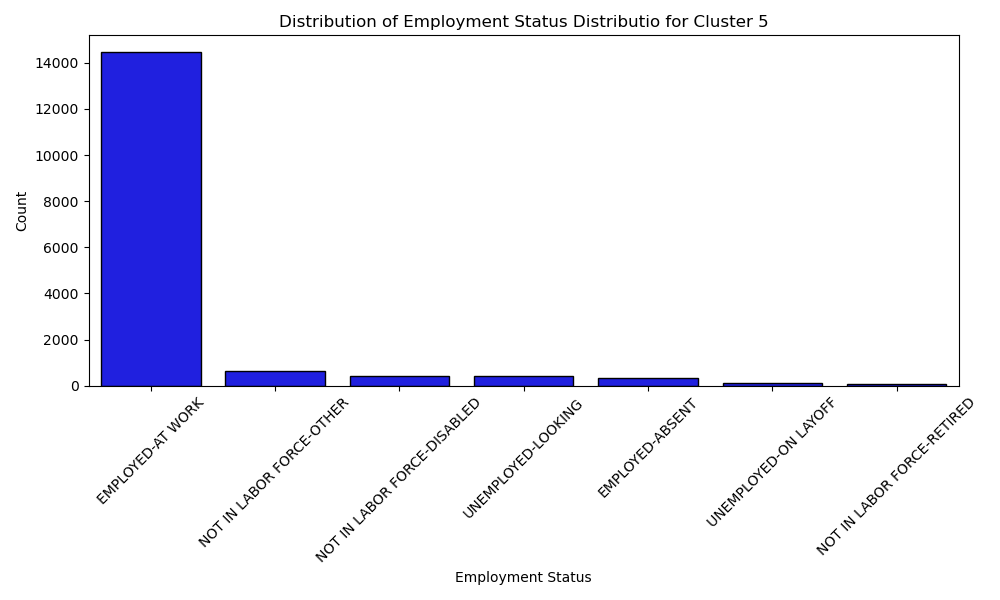 Distribution of Employment Status Distributio for Cluster 5
Count
14000
12000
10000
8000
6000
4000
2000
0
EMPLOYED-AT WORK
NOT IN LABOR FORCE-OTHER
NOT IN LABOR FORCE-DISABLED
UNEMPLOYED-LOOKING
EMPLOYED-ABSENT
UNEMPLOYED-ON LAYOFF
NOT IN LABOR FORCE-RETIRED
Employment Status